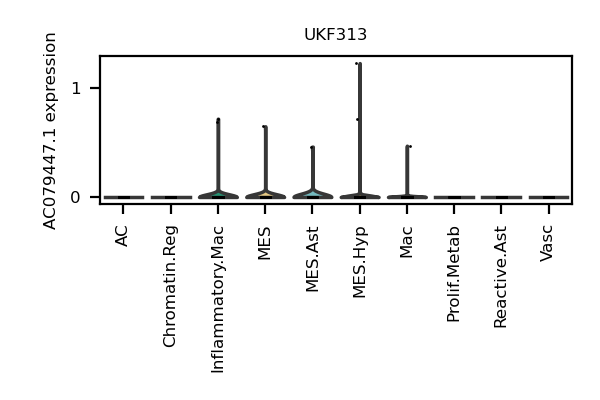 UKF313
AC079447.1 expression
1
0
AC
Chromatin.Reg
Inflammatory.Mac
MES
MES.Ast
MES.Hyp
Mac
Prolif.Metab
Reactive.Ast
Vasc